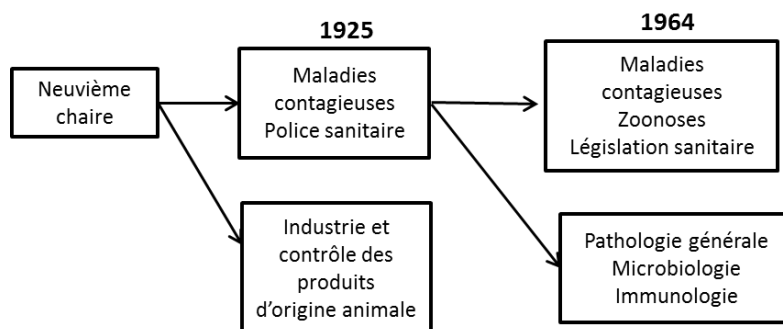 1925
1964
Neuvième
chaire
Maladies
contagieuses
Police sanitaire
Maladies
contagieuses
Zoonoses
Législation sanitaire
Industrie et
contrôle des
produits
d’origine animale
Pathologie générale
Microbiologie
Immunologie